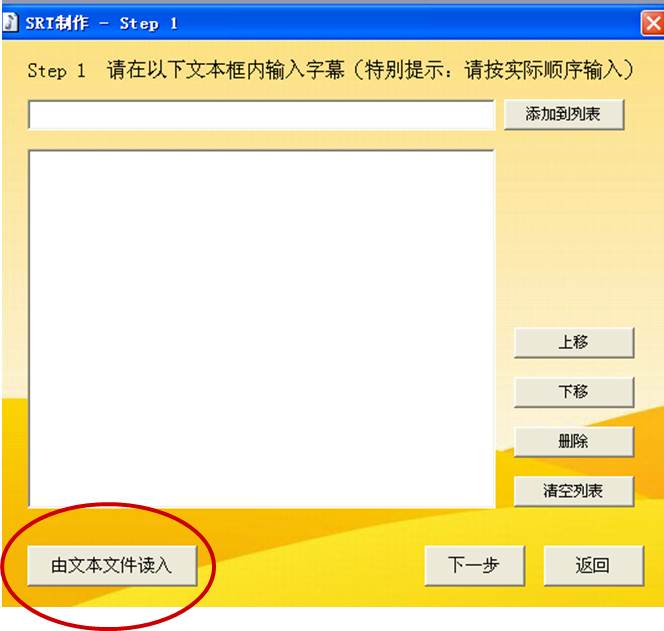 SRT制作 - Step 1
Step 1 请在以下文本框内输入字幕（特别提示：请按实际顺序输入）
添加到列表
上移
下移
删除
清空列表
由文本文件读入
下一步
返回